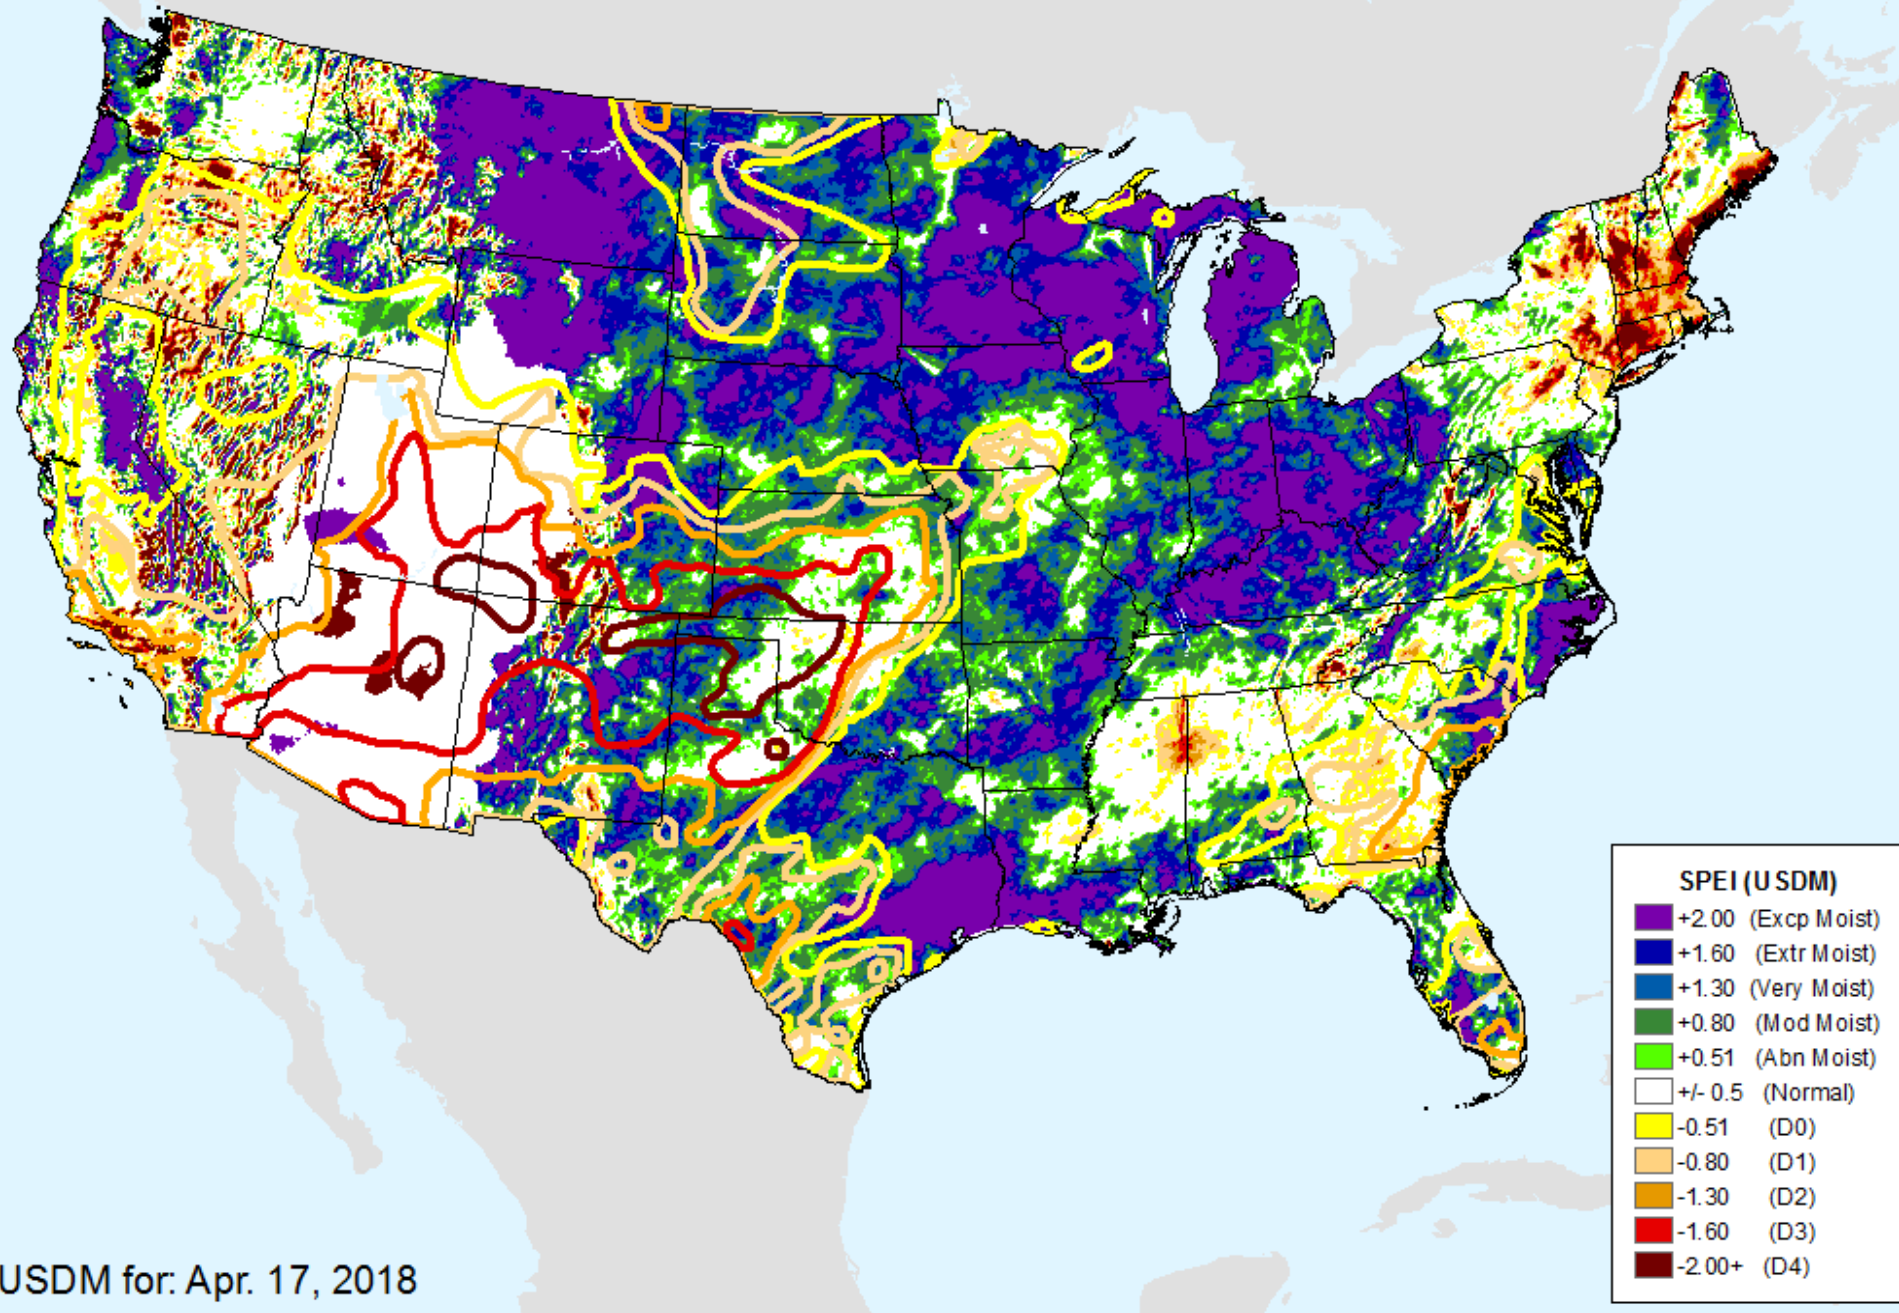 SPEI (USDM)
+2.00 (Excp Moist)
+1.60 (Extr Moist)
+1.30 (Very Moist)
+0.80 (Mod Moist)
+0.51 (Abn Moist)
+/- 0.5 (Normal)
-0.51 (D0)
-0.80 (D1)
-1.30 (D2)
-1.60 (D3)
-2.00+ (D4)
USDM for: Apr. 17, 2018